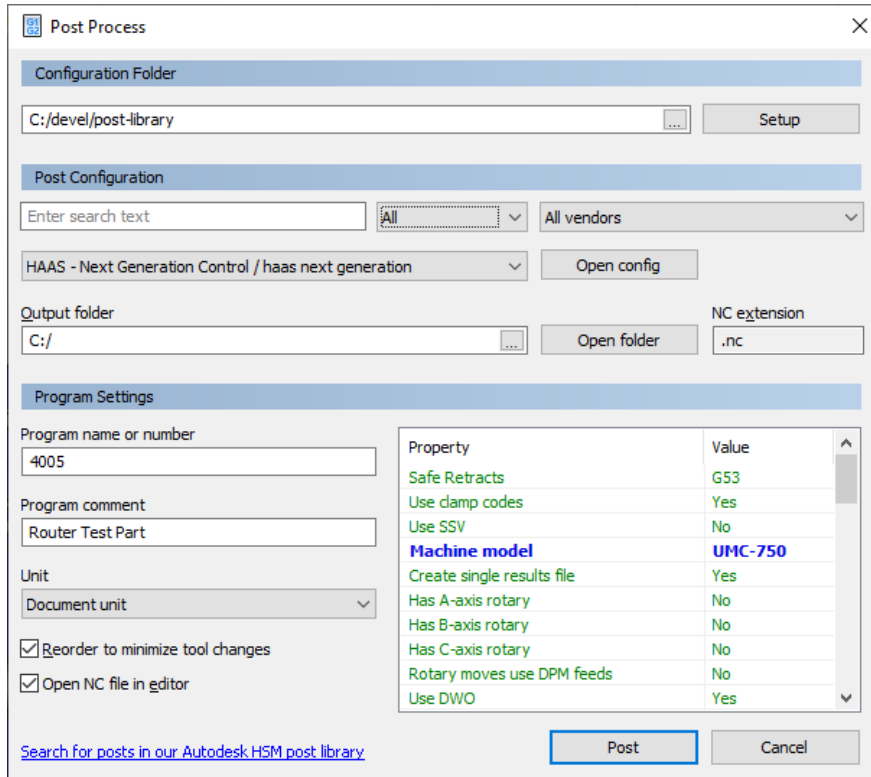 G1
G2
Post Process
Configuration Folder
C:/devel/post-library
...
Setup
Post Configuration
Enter search text
All
All vendors
HAAS - Next Generation Control / haas next generation
Open config
Output folder
NC extension
C:/
...
Open folder
.nc
Program Settings
Program name or number
4005
Program comment
Router Test Part
Unit
Document unit
Reorder to minimize tool changes
Open NC file in editor
Property Value
Safe Retracts G53
Use clamp codes Yes
Use SSV No
Machine model UMC-750
Create single results file Yes
Has A-axis rotary No
Has B-axis rotary No
Has C-axis rotary No
Rotary moves use DPM feeds No
Use DWO Yes
Search for posts in our Autodesk HSM post library
Post
Cancel